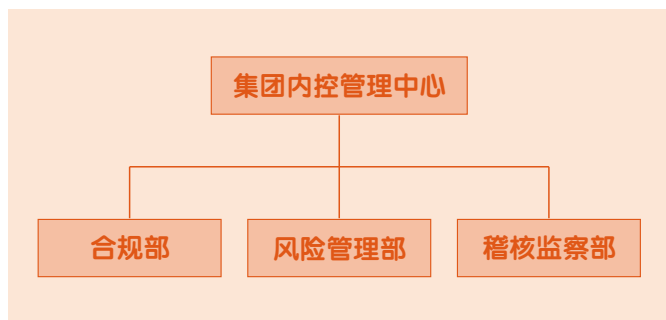 集团内控管理中心
合规部
风险管理部
稽核监察部